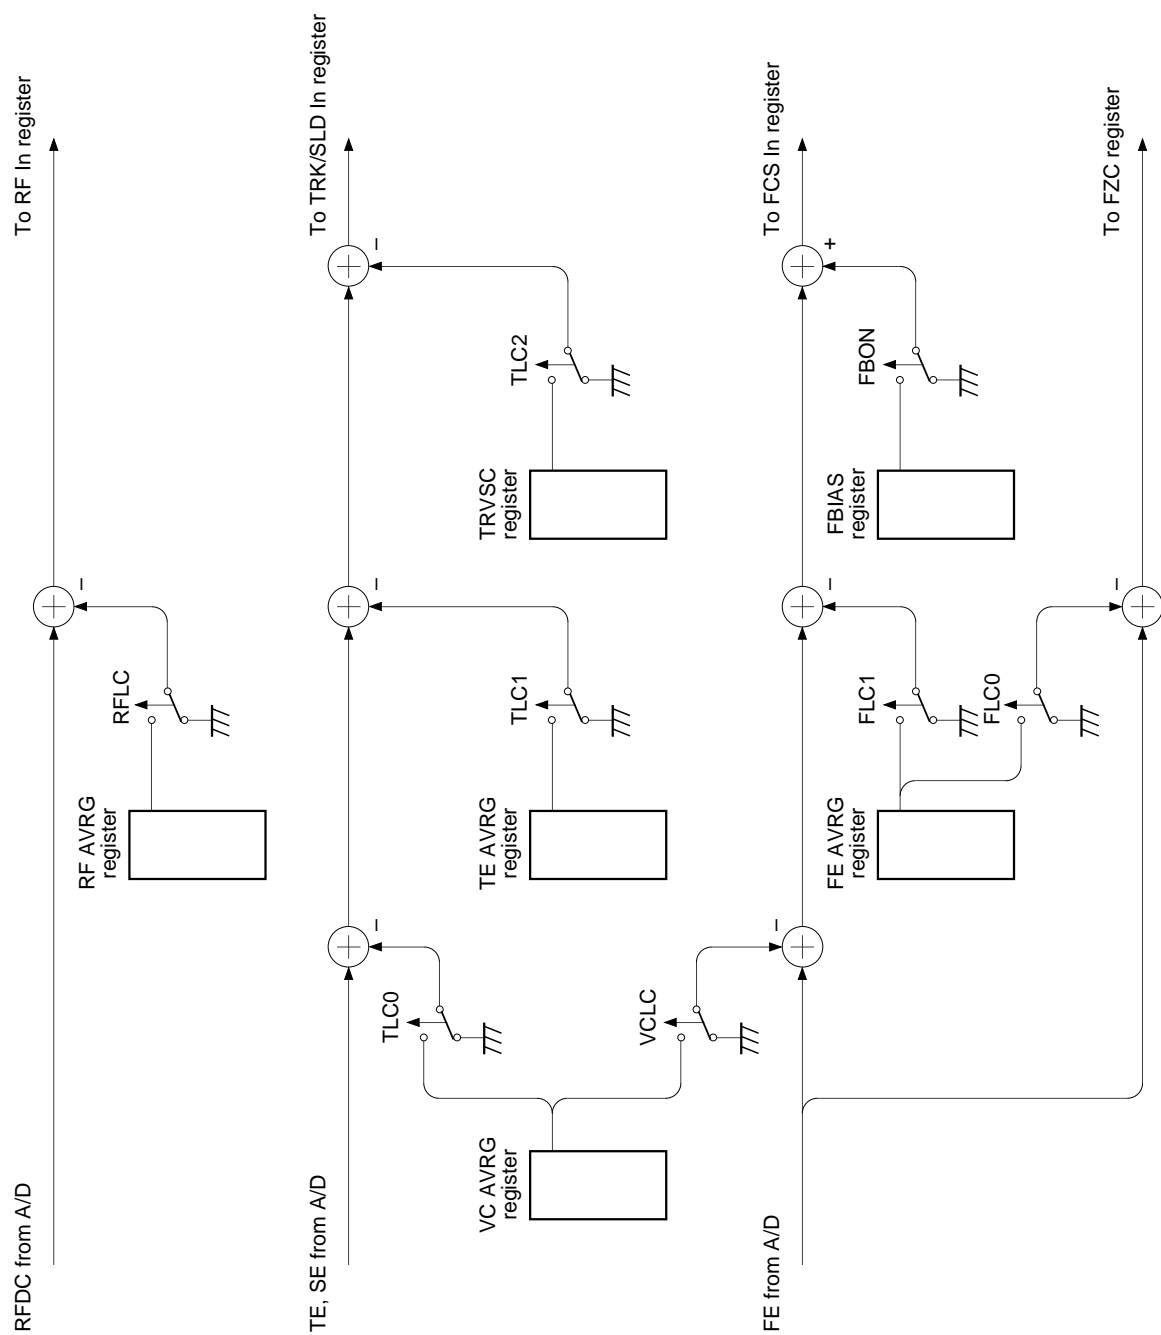 RFDC from A/D
RF AVRG
register
RFLC
–
To RF In register
TE, SE from A/D
VC AVRG
register
TLC0
–
TE AVRG
register
TLC1
–
TRVSC
register
TLC2
–
To TRK/SLD In register
FE from A/D
VCLC
–
FE AVRG
register
FLC1
–
FLC0
–
FBIAS
register
FBON
+
To FCS In register
To FZC register